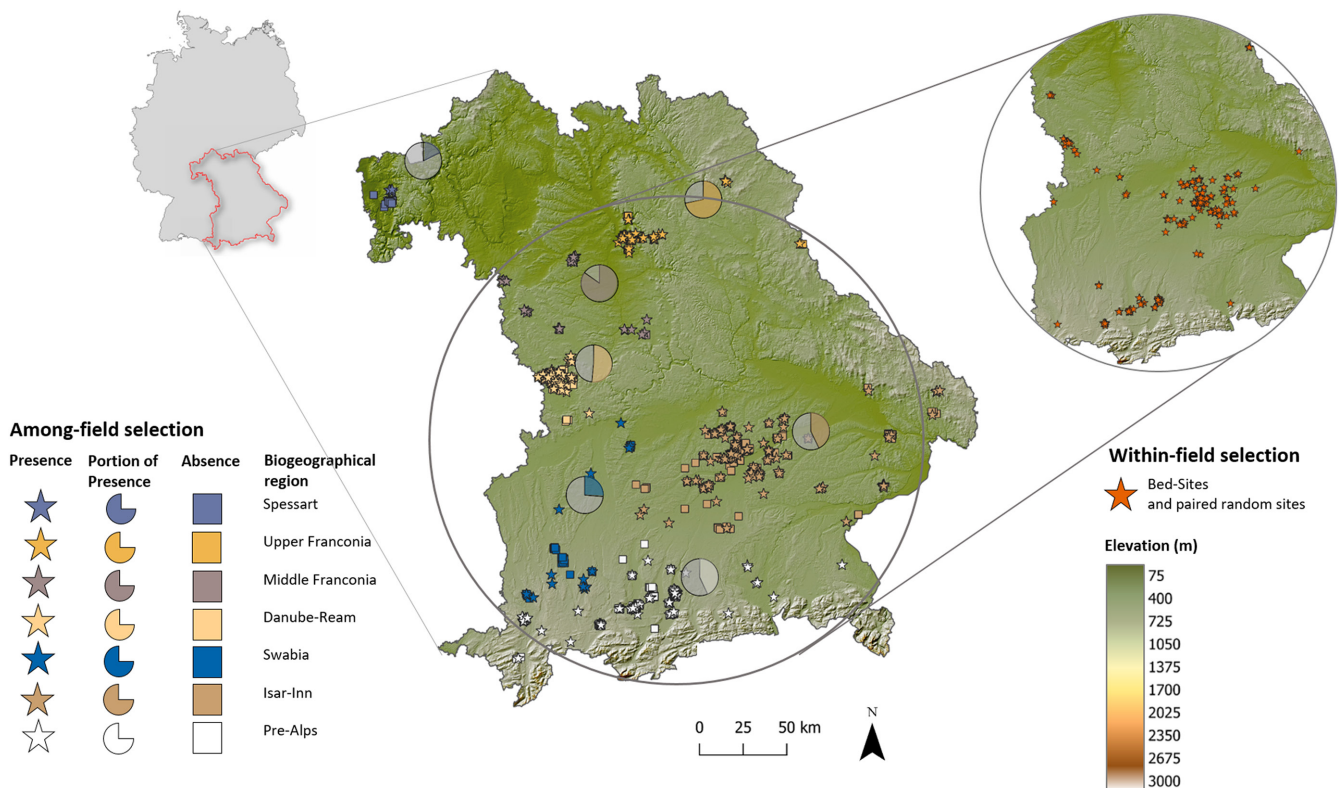 Among-field selection
Presence
Portion of
Presence
Absence
Biogeographical
region
Spessart
Upper Franconia
Middle Franconia
Danube-Ream
Swabia
Isar-Inn
Pre-Alps
0 25 50 km
N
Within-field selection
Bed-Sites
and paired random sites
Elevation (m)
75
400
725
1050
1375
1700
2025
2350
2675
3000